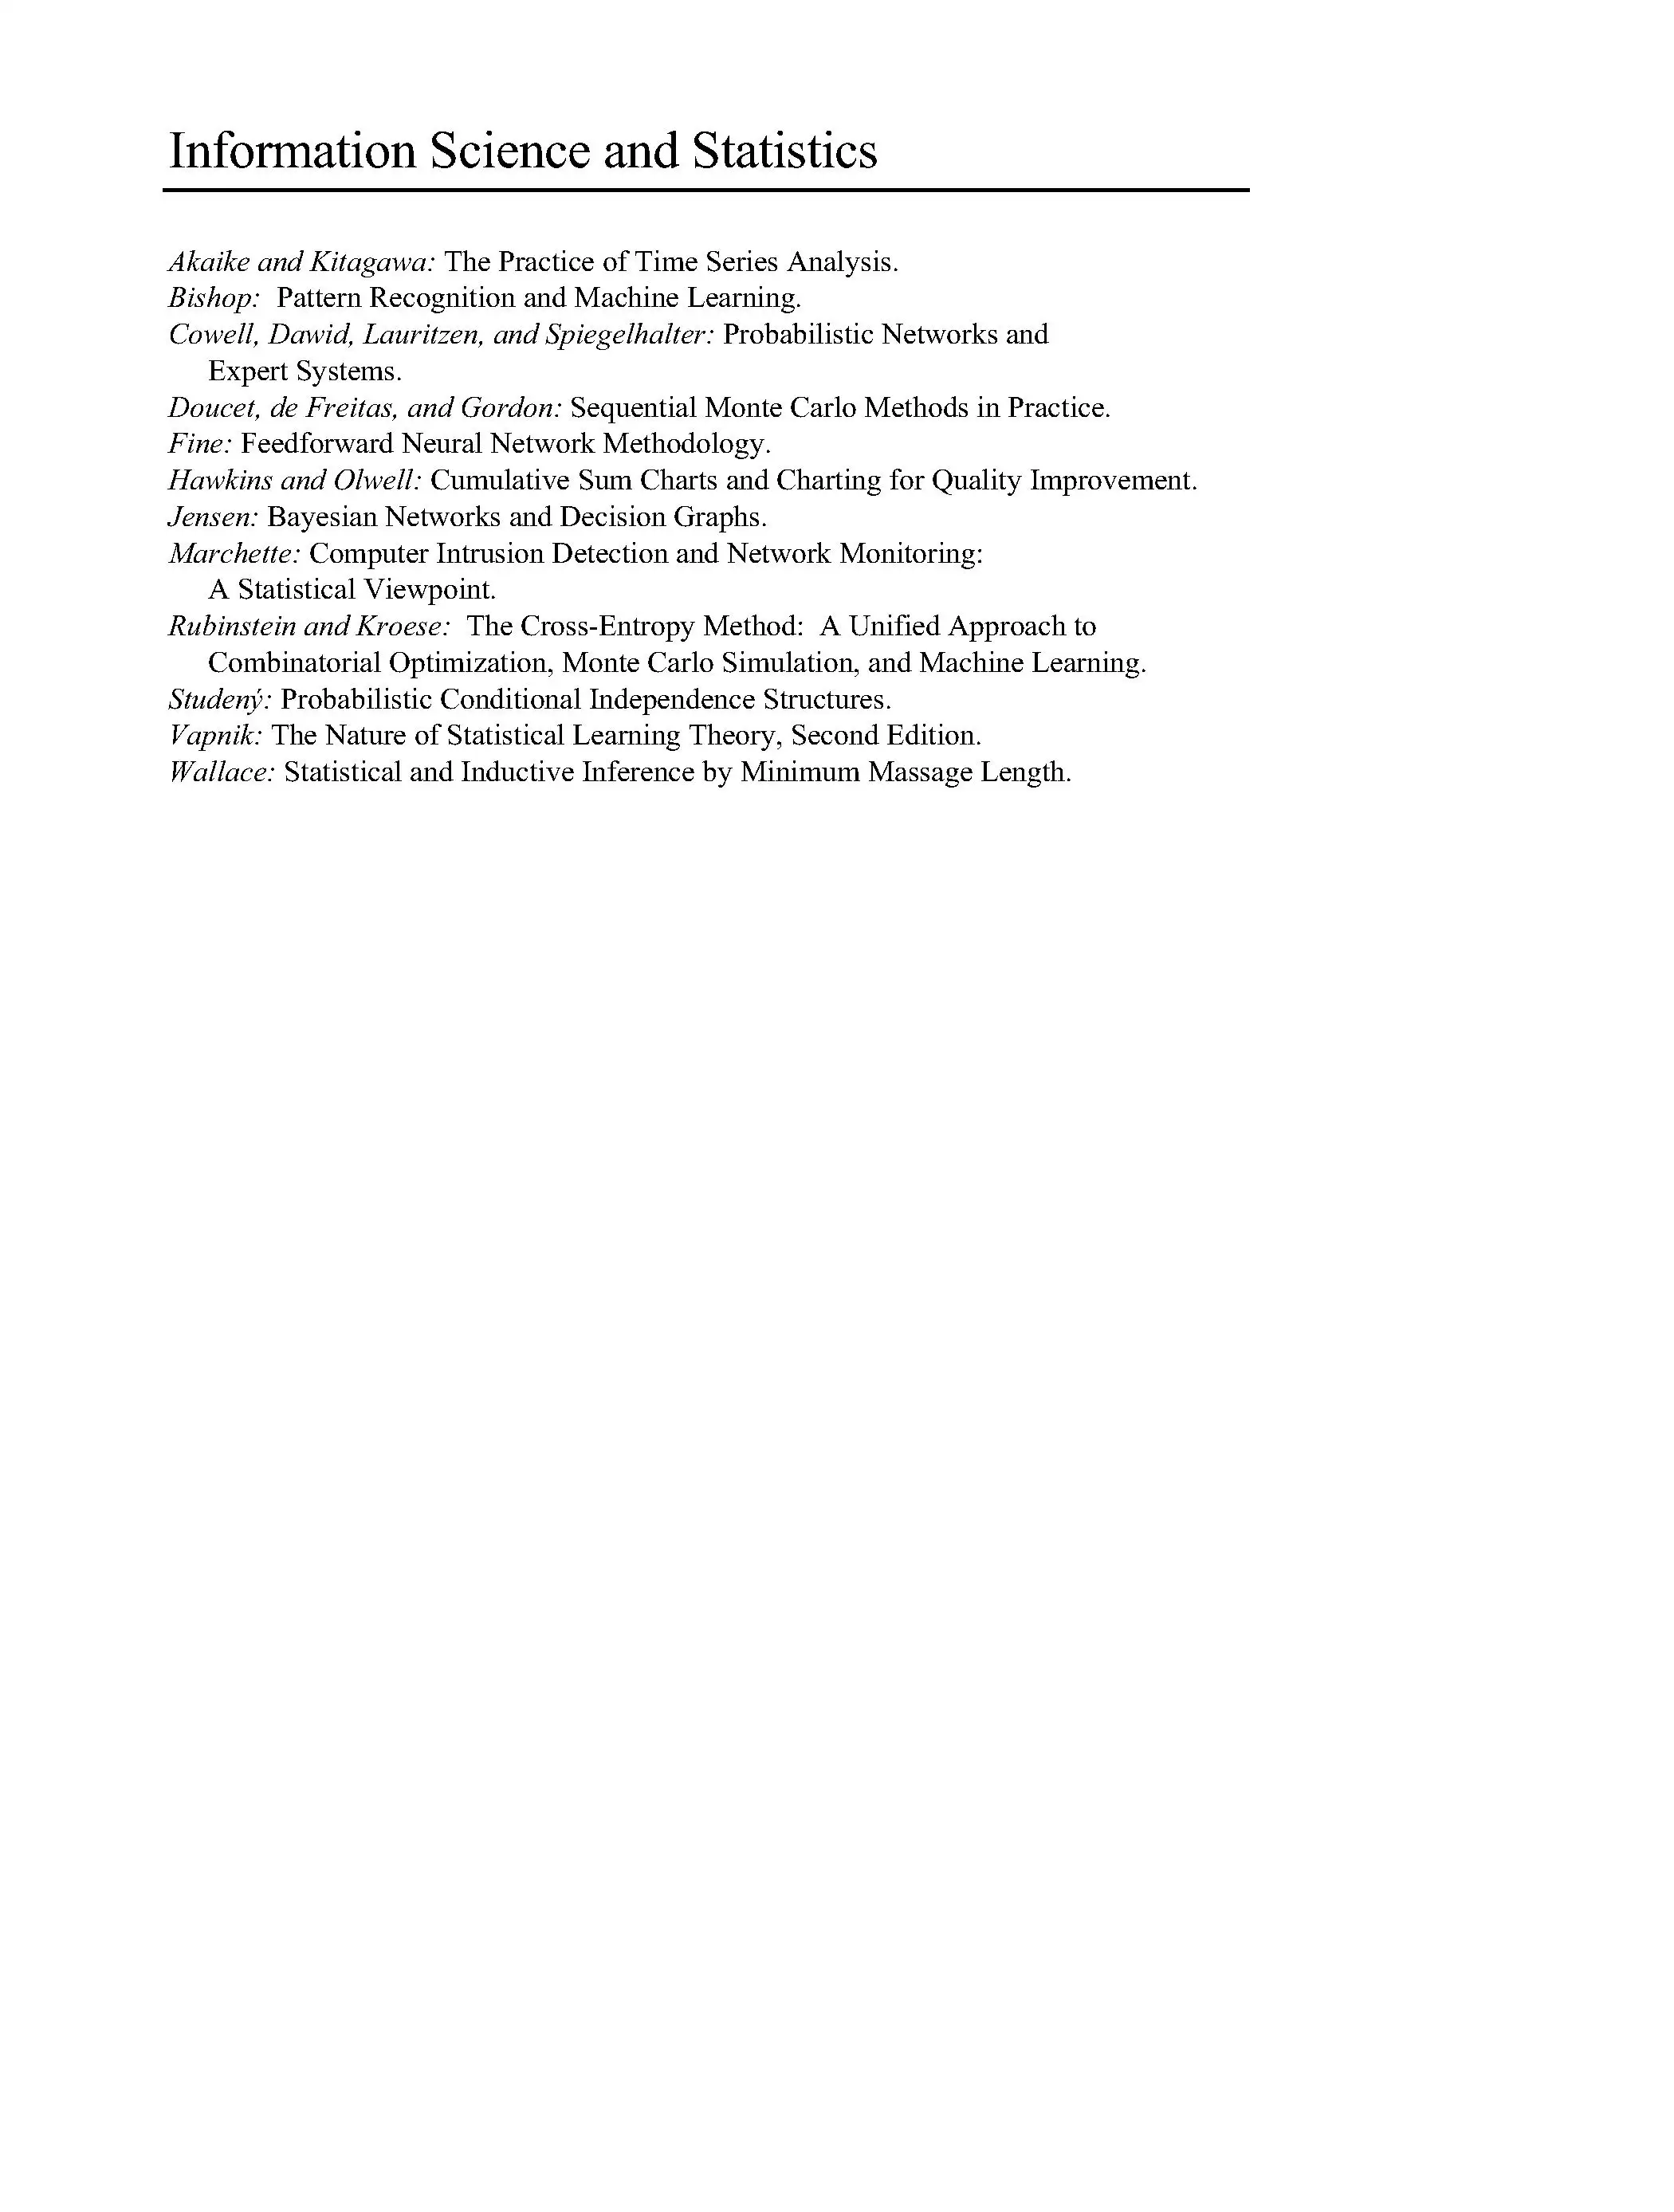 Information Science and Statistics
Akaike and Kitagawa: The Practice of Time Series Analysis.
Bishop: Pattern Recognition and Machine Learning.
Cowell, Dawid, Lauritzen, and Spiegelhalter: Probabilistic Networks and
Expert Systems.
Doucet, de Freitas, and Gordon: Sequential Monte Carlo Methods in Practice.
Fine: Feedforward Neural Network Methodology.
Hawkins and Olwell: Cumulative Sum Charts and Charting for Quality Improvement.
Jensen: Bayesian Networks and Decision Graphs.
Marchette: Computer Intrusion Detection and Network Monitoring:
A Statistical Viewpoint.
Rubinstein and Kroese: The Cross-Entropy Method: A Unified Approach to
Combinatorial Optimization, Monte Carlo Simulation, and Machine Learning.
Studený: Probabilistic Conditional Independence Structures.
Vapnik: The Nature of Statistical Learning Theory, Second Edition.
Wallace: Statistical and Inductive Inference by Minimum Massage Length.